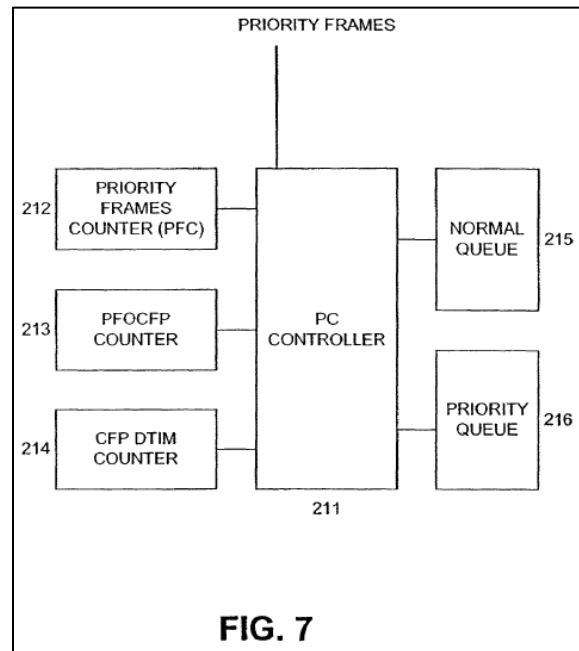 PRIORITY FRAMES
212
PRIORITY
FRAMES
COUNTER (PFC)
213
PFOCFP
COUNTER
214
CFP DTIM
COUNTER
PC
CONTROLLER
211
NORMAL
QUEUE
215
PRIORITY
QUEUE
216
FIG. 7